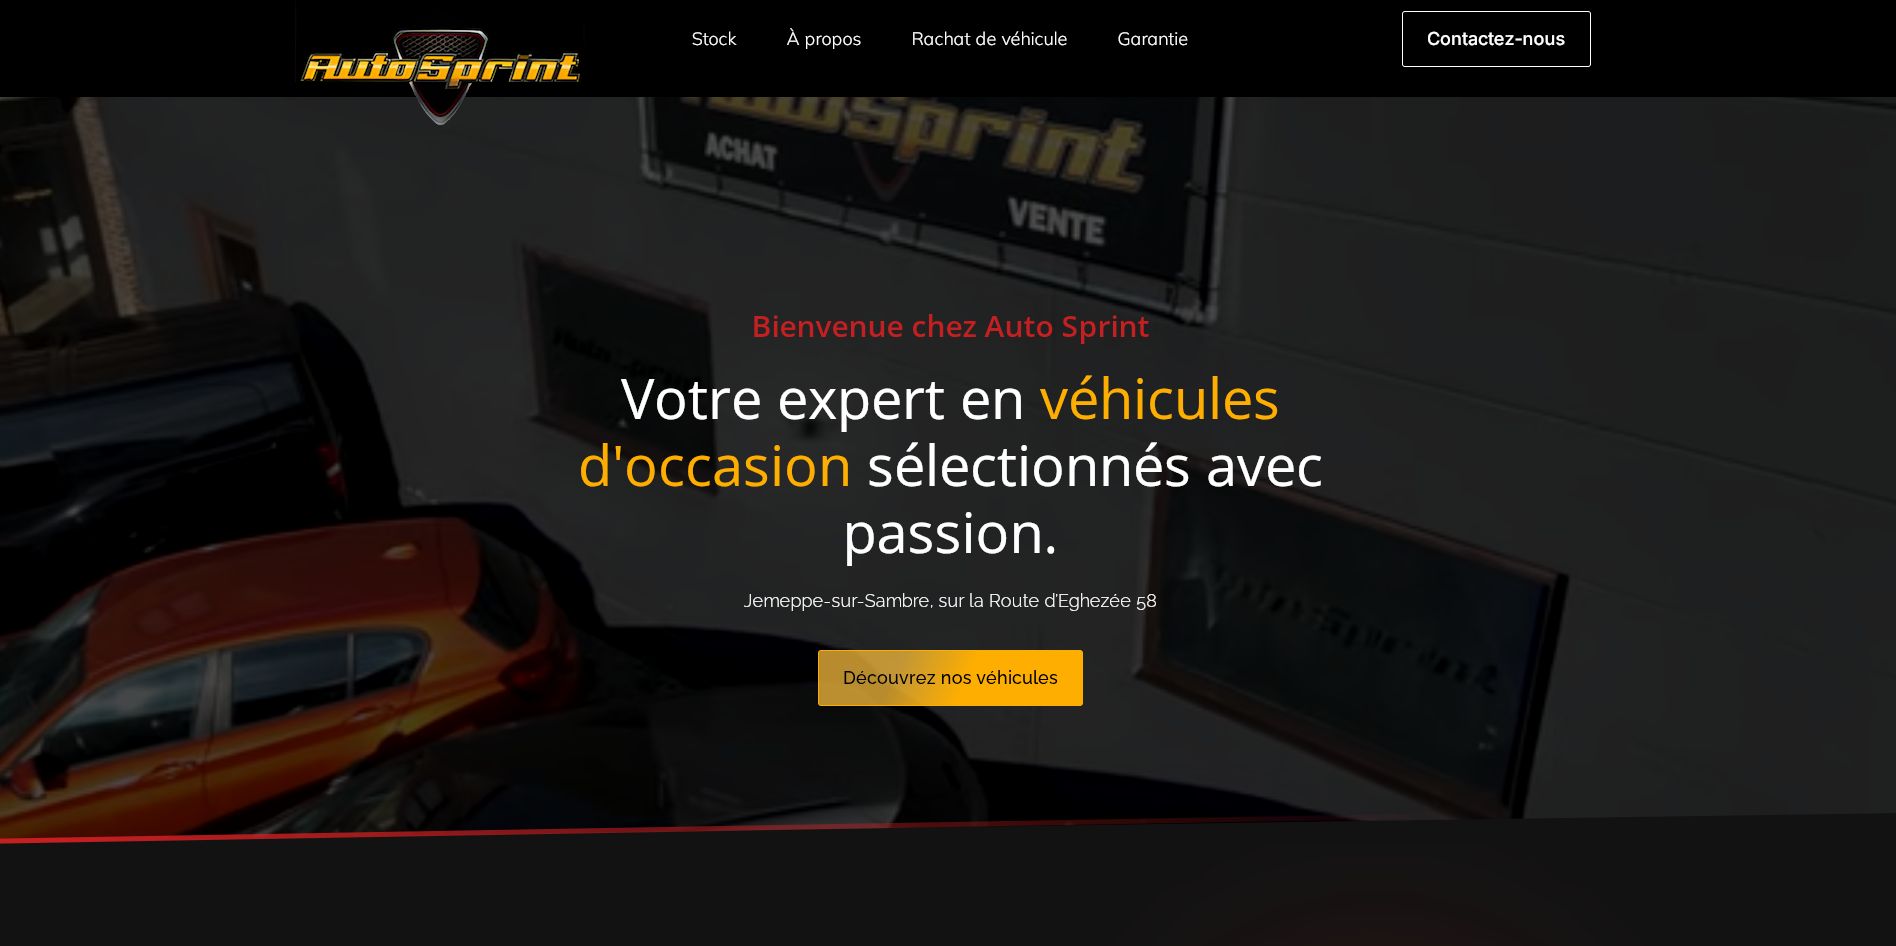 AutoSprint
Stock
À propos
Rachat de véhicule
Garantie
Contactez-nous
AutoSprint
ACHAT
VENTE
Bienvenue chez Auto Sprint
Votre expert en véhicules
d'occasion sélectionnés avec
passion.
Jemeppe-sur-Sambre, sur la Route d'Eghezée 58
Découvrez nos véhicules